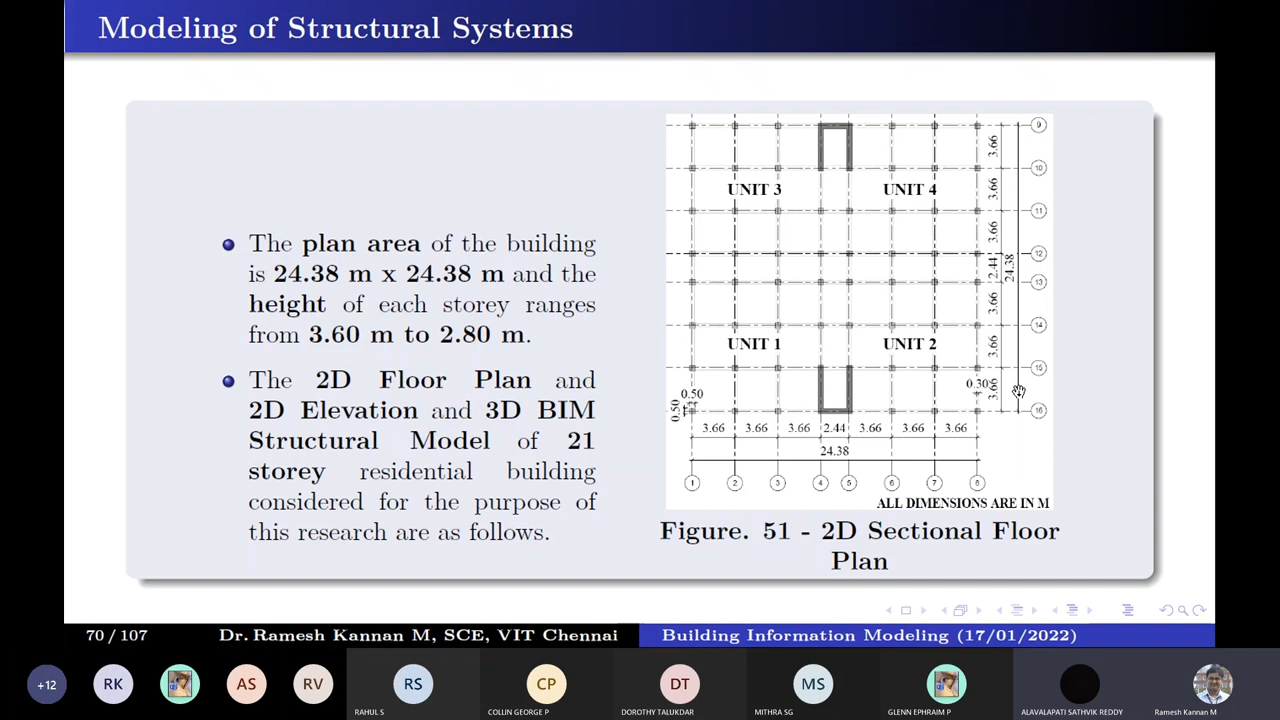 Modeling of Structural Systems
The plan area of the building
is 24.38 m x 24.38 m and the
height of each storey ranges
from 3.60 m to 2.80 m.
The 2D Floor Plan and
2D Elevation and 3D BIM
Structural Model of 21
storey residential building
considered for the purpose of
this research are as follows.
9
3.66
10
UNIT 3
UNIT 4
3.66
11
3.66
12
2.44
24.38
13
3.66
14
UNIT 1
UNIT 2
3.66
15
0.50
0.50
0.30
3.66
16
3.66 3.66 3.66 2.44 3.66 3.66 3.66
24.38
1 2 3 4 5 6 7 8
ALL DIMENSIONS ARE IN M
Figure. 51 - 2D Sectional Floor
Plan
70 / 107
Dr. Ramesh Kannan M, SCE, VIT Chennai
Building Information Modeling (17/01/2022)
+12
RK
AS
RV
RS
CP
DT
MS
RAHUL S
COLLIN GEORGE P
DOROTHY TALUKDAR
MITHRA SG
GLENN EPHRAIM P
ALAVALAPATI SATHVIK REDDY
Ramesh Kannan M